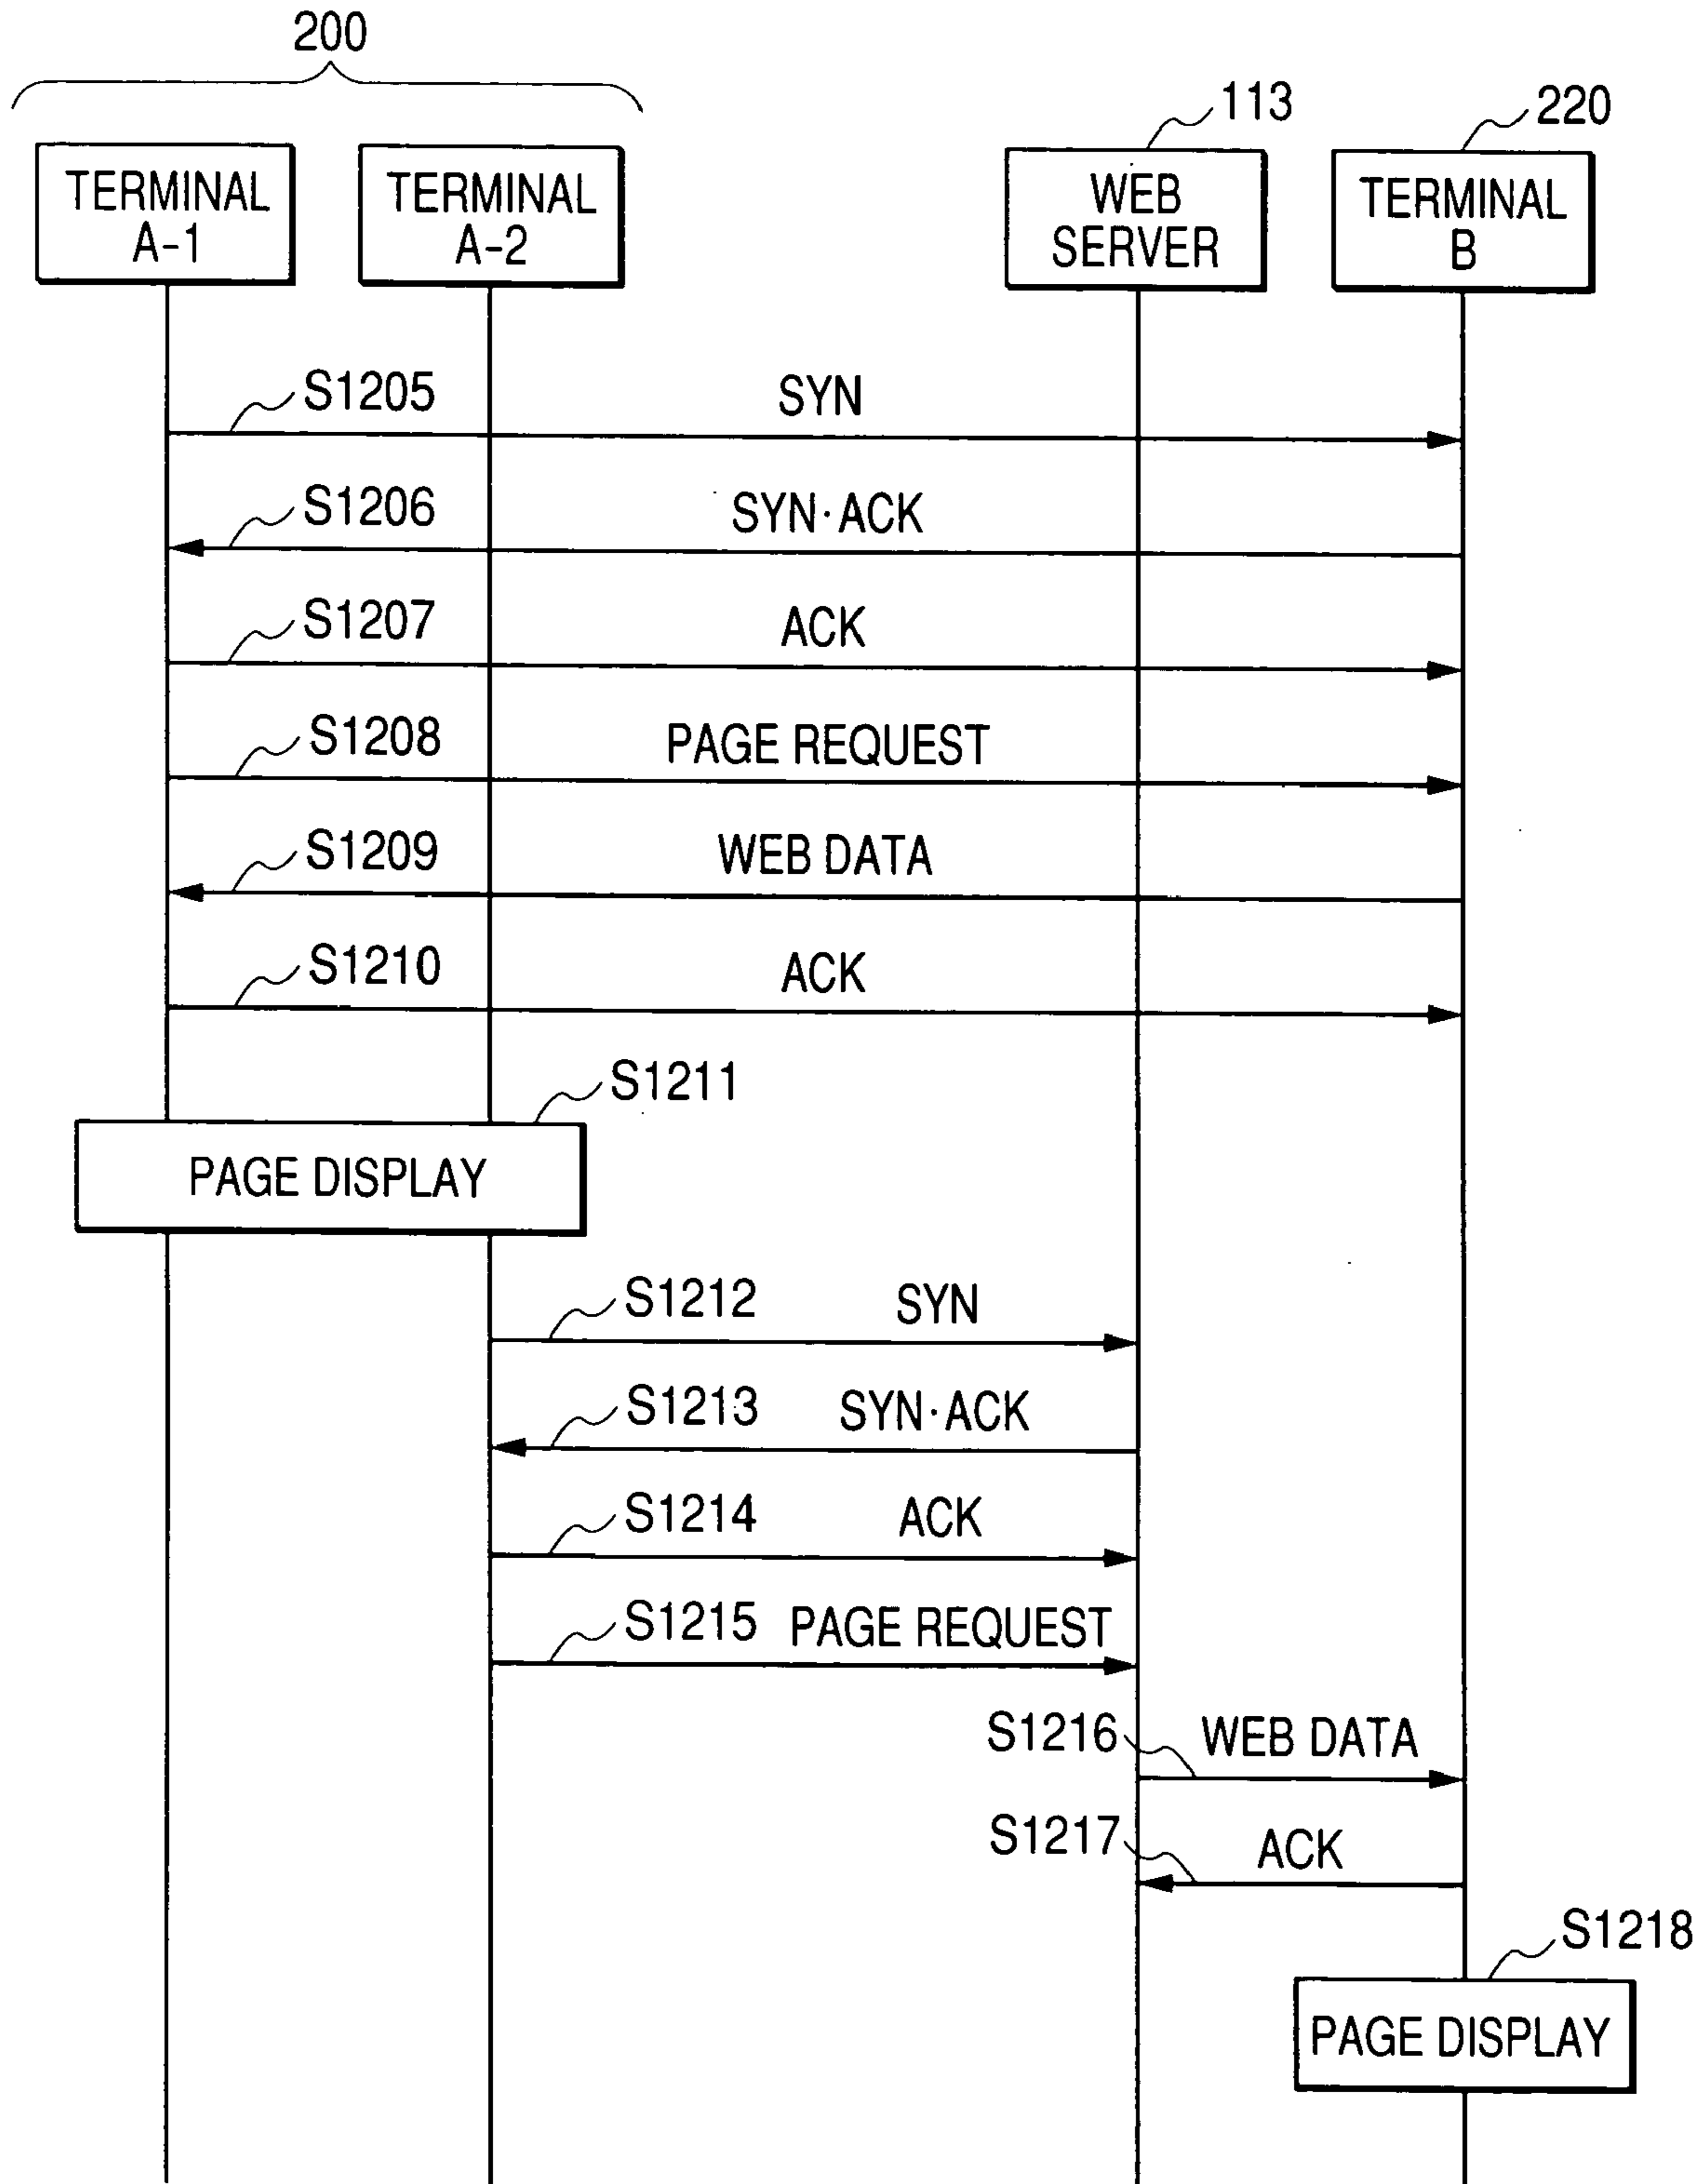 200
113
220
TERMINAL
A-1
TERMINAL
A-2
WEB
SERVER
TERMINAL
B
S1205
SYN
S1206
SYN·ACK
S1207
ACK
S1208
PAGE REQUEST
S1209
WEB DATA
S1210
ACK
S1211
PAGE DISPLAY
S1212
SYN
S1213
SYN·ACK
S1214
ACK
S1215
PAGE REQUEST
S1216
WEB DATA
S1217
ACK
S1218
PAGE DISPLAY